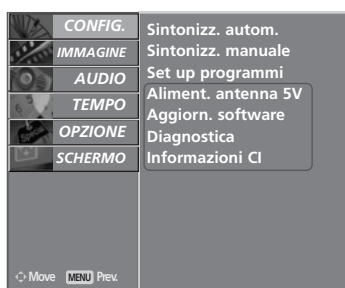 CONFIG.
IMMAGINE
AUDIO
TEMPO
OPZIONE
SCHERMO
Move MENU Prev.
Sintonizz. autom.
Sintonizz. manuale
Set up programmi
Aliment. antenna 5V
Aggiorn. software
Diagnostica
Informazioni CI